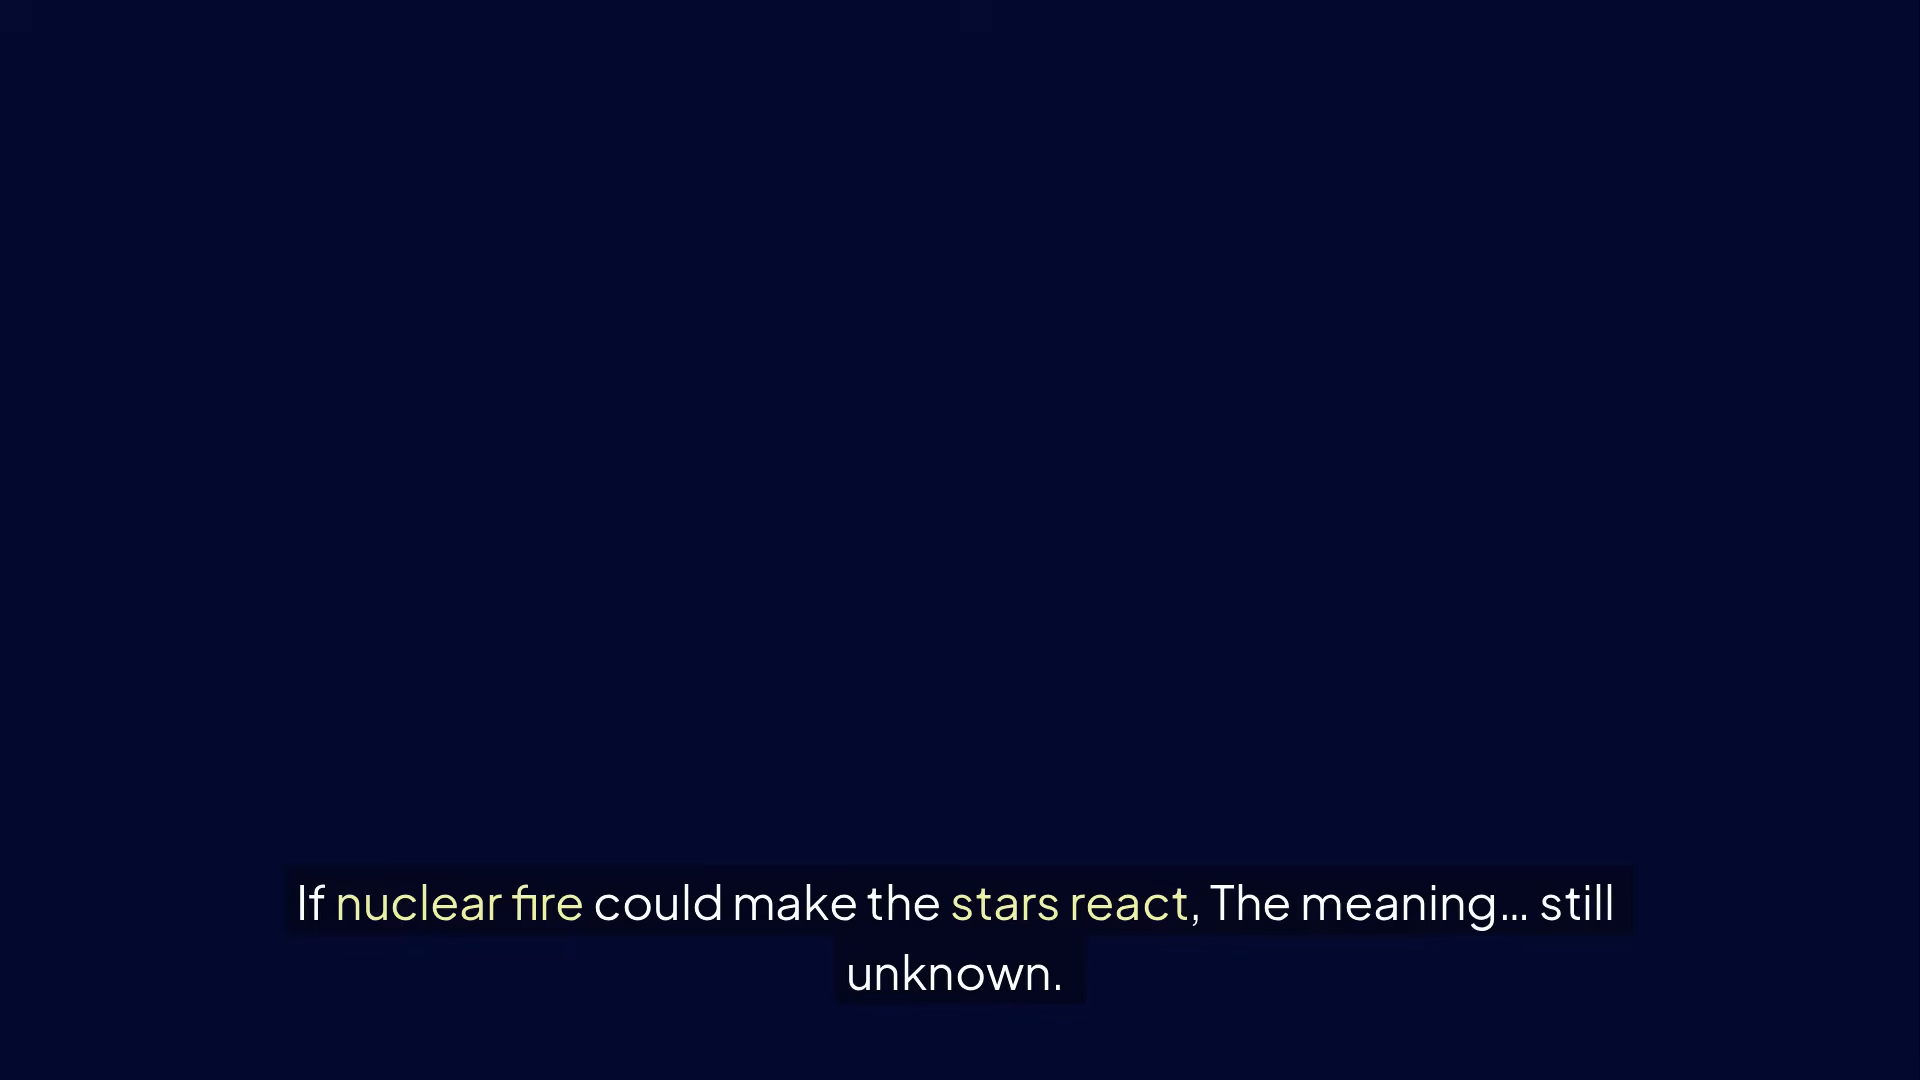 If nuclear fire could make the stars react, The meaning... still
unknown.